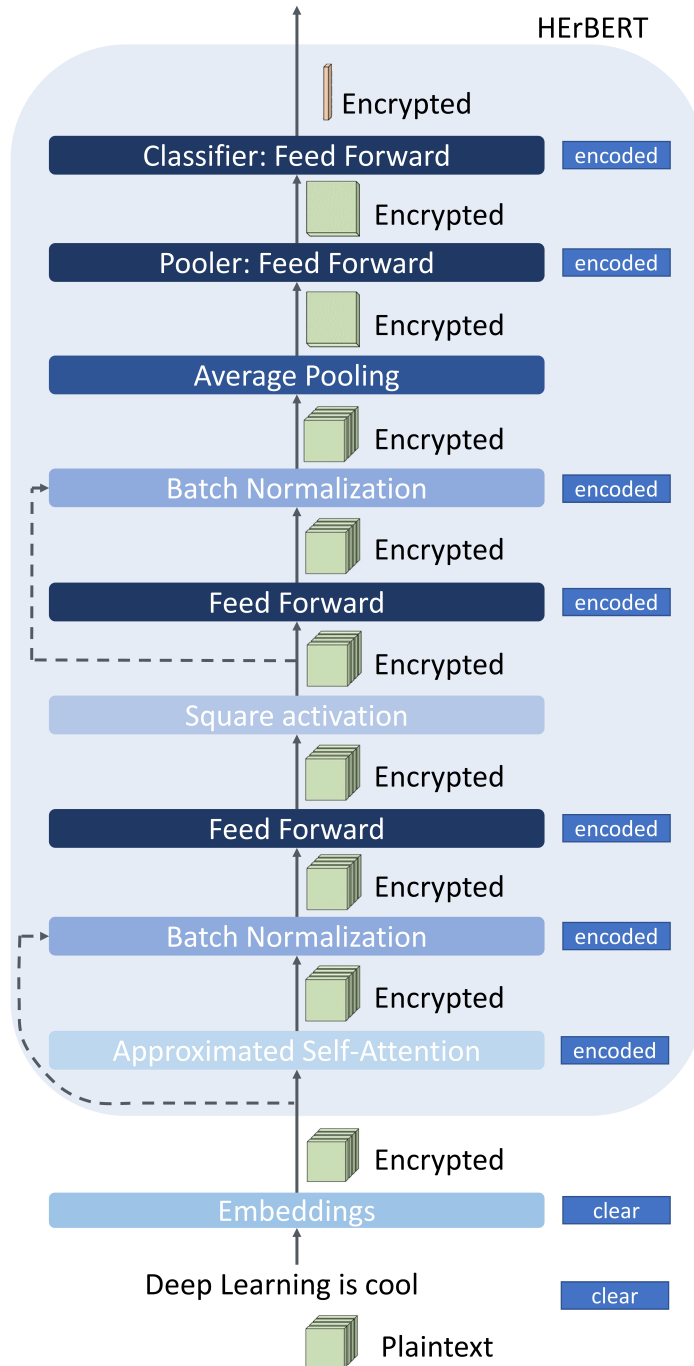 HErBERT
Encrypted
Classifier: Feed Forward encoded
Encrypted
Pooler: Feed Forward encoded
Encrypted
Average Pooling
Encrypted
Batch Normalization encoded
Encrypted
Feed Forward encoded
Encrypted
Square activation
Encrypted
Feed Forward encoded
Encrypted
Batch Normalization encoded
Encrypted
Approximated Self-Attention encoded
Encrypted
Embeddings clear
Deep Learning is cool clear
Plaintext